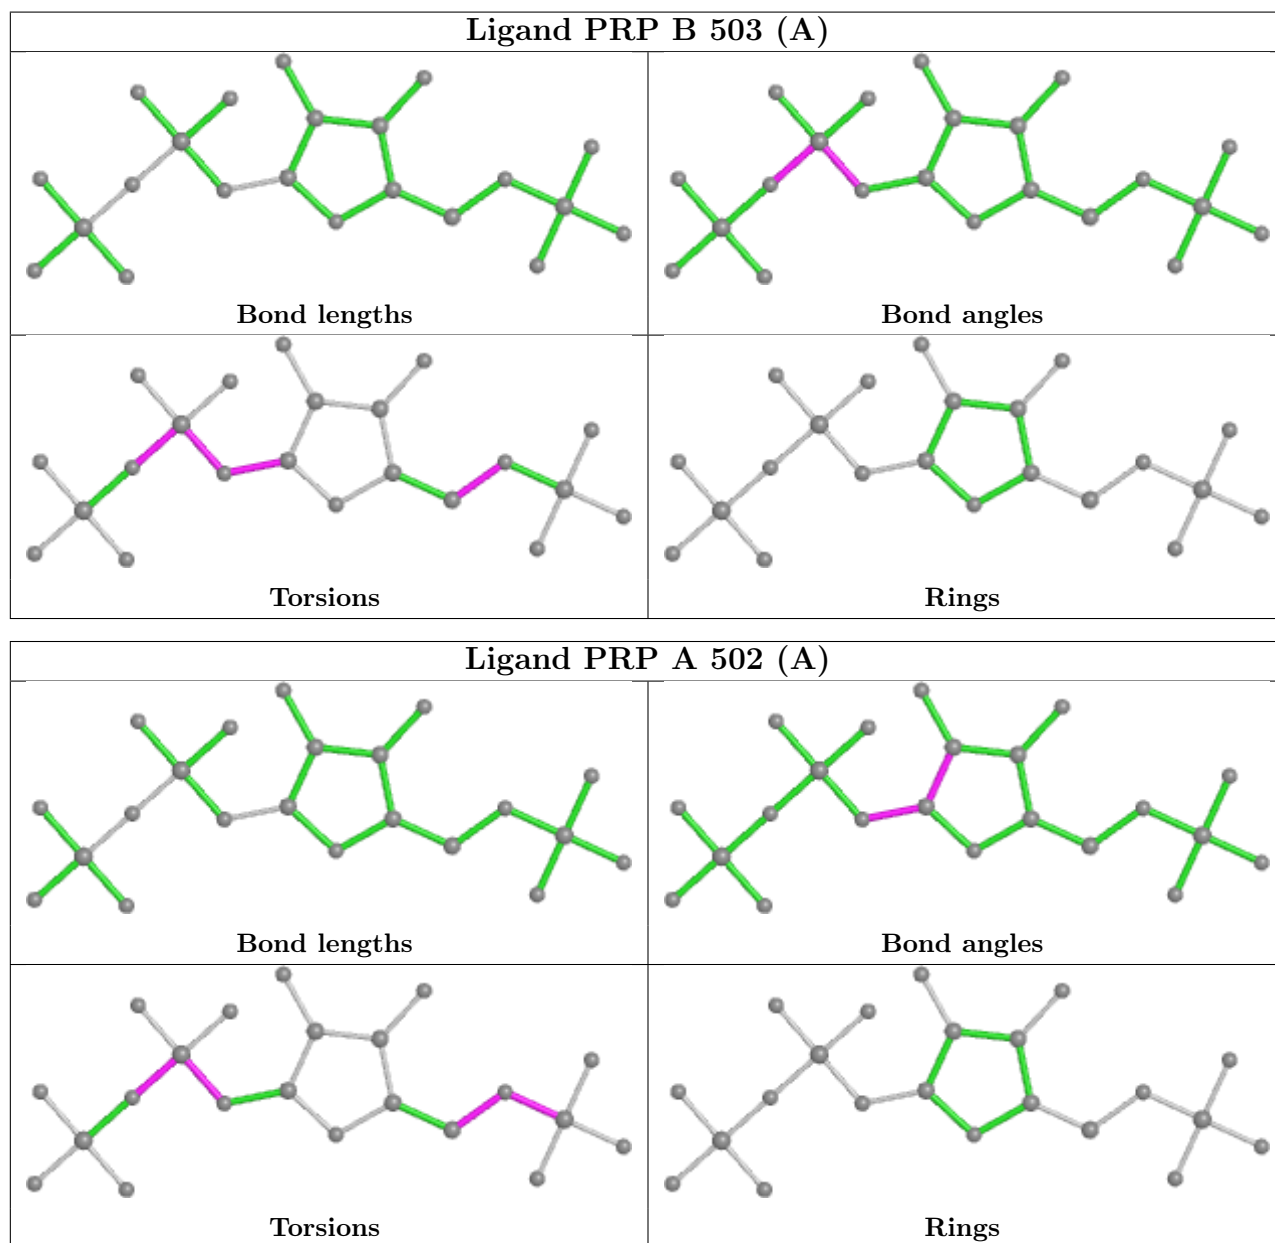 Ligand PRP B 503 (A)
Bond lengths
Bond angles
Torsions
Rings
Ligand PRP A 502 (A)
Bond lengths
Bond angles
Torsions
Rings